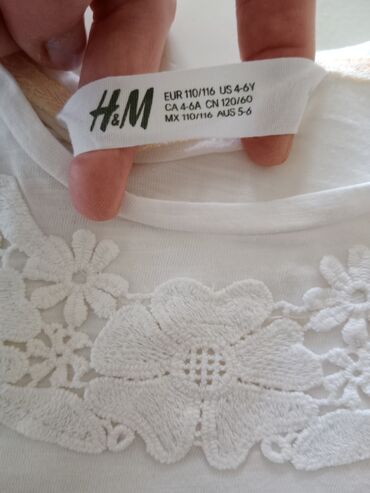 H&M
EUR 110/116 US 4-6Y
CA 4-6A CN 120/60
MX 110/116 AUS 5-6